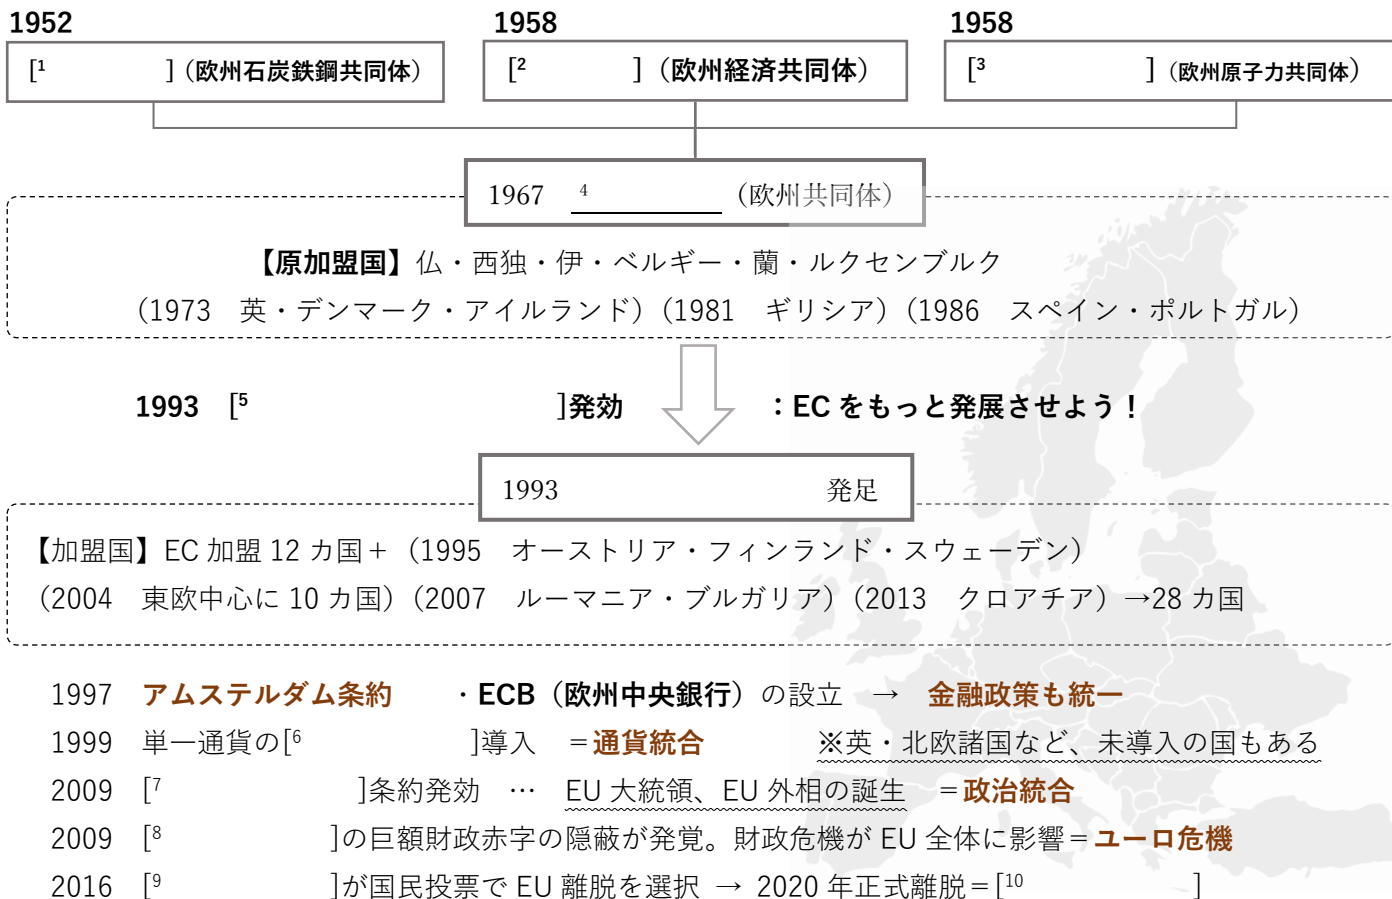 1952 1958 1958
[1 ]（欧州石炭鉄鋼共同体） [2 ]（欧州経済共同体） [3 ]（欧州原子力共同体）
1967 4 （欧州共同体）
【原加盟国】仏・西独・伊・ベルギー・蘭・ルクセンブルク
（1973 英・デンマーク・アイルランド）（1981 ギリシア）（1986 スペイン・ポルトガル）
1993 [5 ]発効 ：EC をもっと発展させよう！
1993 発足
【加盟国】EC 加盟 12 カ国＋（1995 オーストリア・フィンランド・スウェーデン）
（2004 東欧中心に 10 カ国）（2007 ルーマニア・ブルガリア）（2013 クロアチア）→28 カ国
1997 アムステルダム条約 ・ECB（欧州中央銀行）の設立 → 金融政策も統一
1999 単一通貨の[6 ]導入 ＝通貨統合 ※英・北欧諸国など、未導入の国もある
2009 [7 ]条約発効 … EU 大統領、EU 外相の誕生 ＝政治統合
2009 [8 ]の巨額財政赤字の隠蔽が発覚。財政危機が EU 全体に影響＝ユーロ危機
2016 [9 ]が国民投票で EU 離脱を選択 → 2020 年正式離脱＝[10 ]